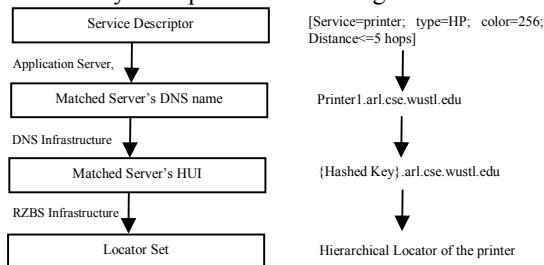 Service Descriptor
[Service=printer; type=HP; color=256;
Distance<=5 hops]
Application Server,
Matched Server's DNS name
Printer1.arl.cse.wustl.edu
DNS Infrastructure
Matched Server's HUI
{Hashed Key}.arl.cse.wustl.edu
RZBS Infrastructure
Locator Set
Hierarchical Locator of the printer